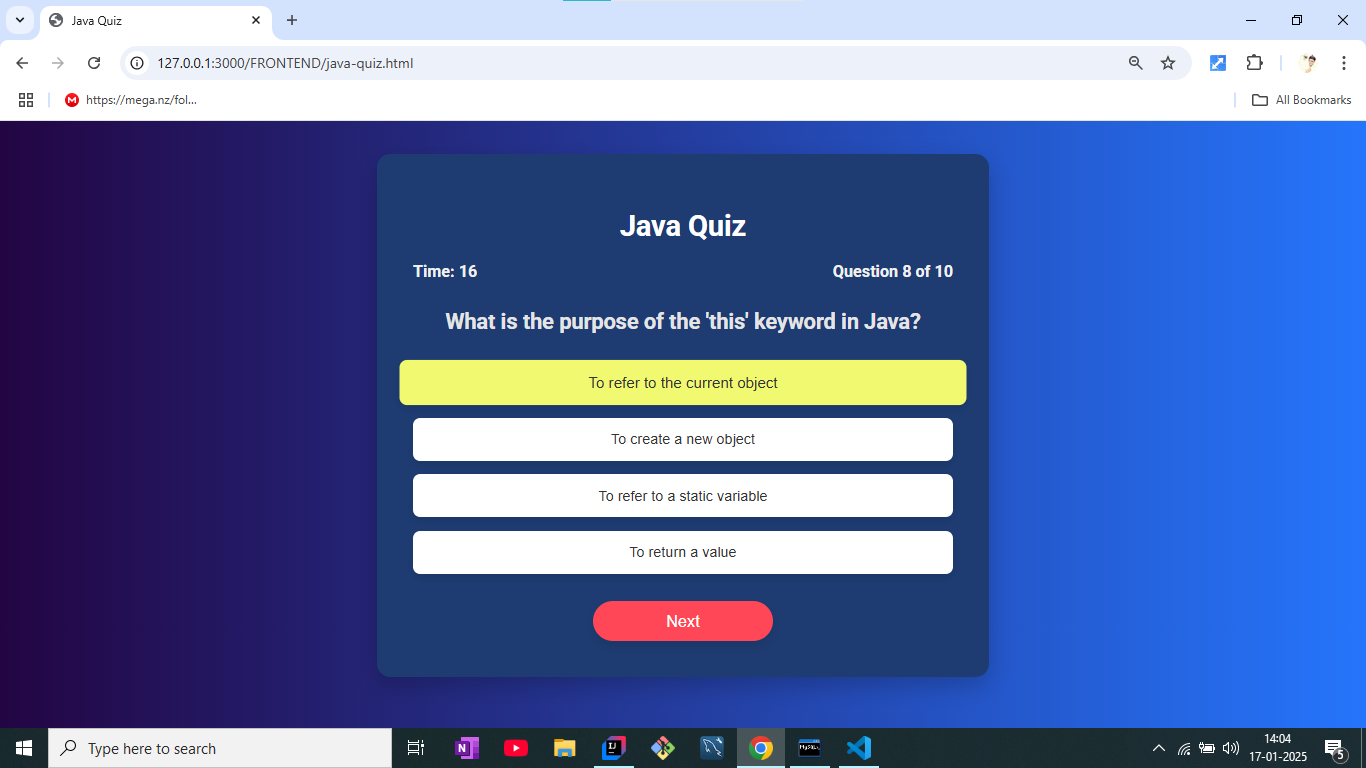 Java Quiz
127.0.0.1:3000/FRONTEND/java-quiz.html
https://mega.nz/fol...
All Bookmarks
Java Quiz
Time: 16
Question 8 of 10
What is the purpose of the 'this' keyword in Java?
To refer to the current object
To create a new object
To refer to a static variable
To return a value
Next
Type here to search
N
IJ
MySQL
14:04
17-01-2025
5